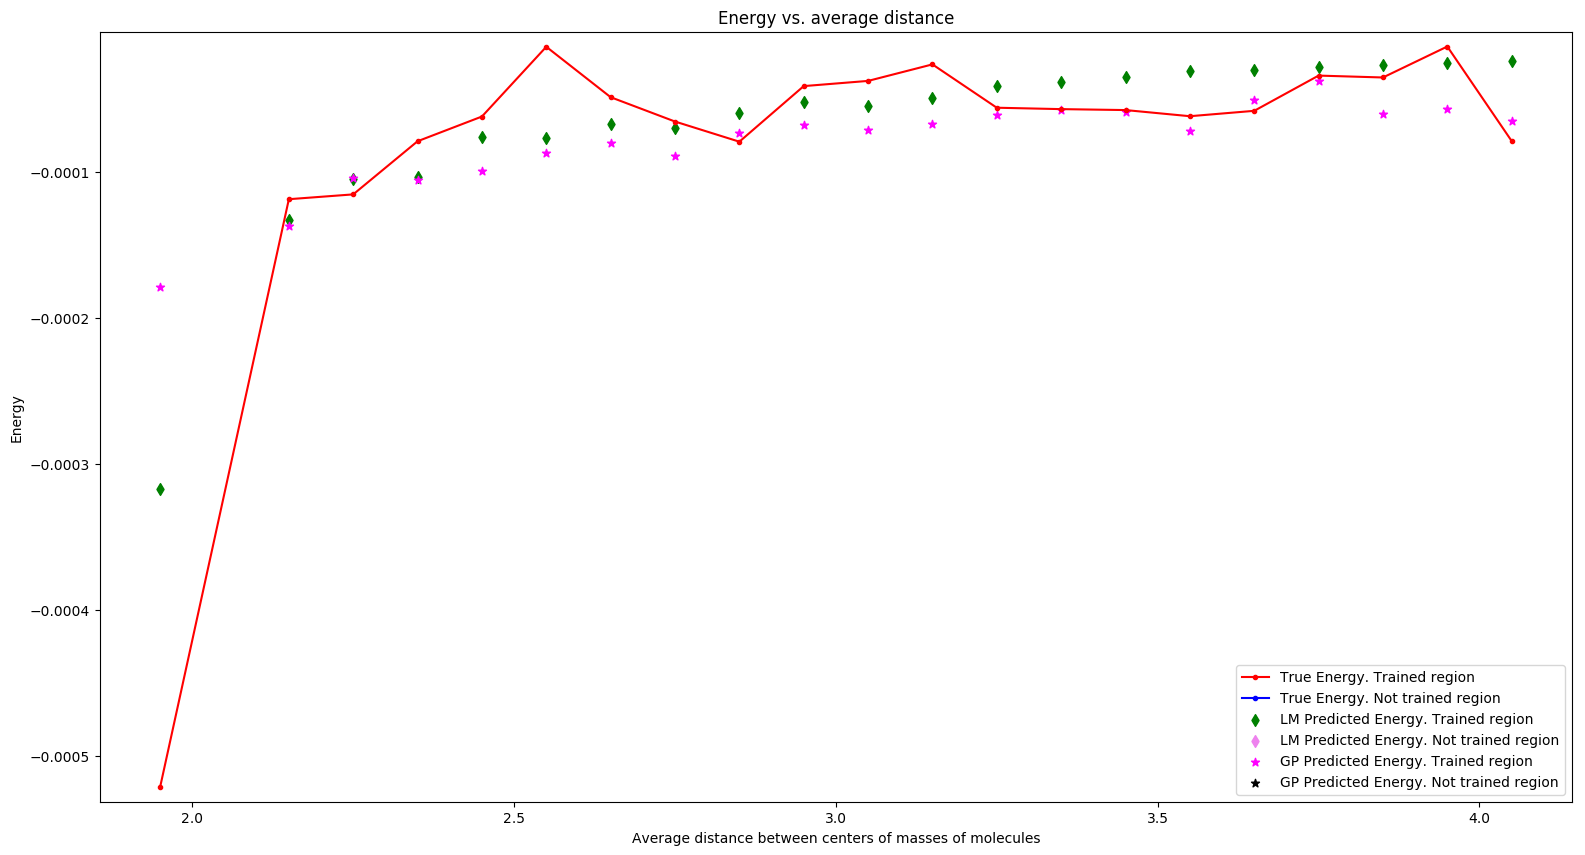 Energy vs. average distance
−0.0001
−0.0002
−0.0003
−0.0004
−0.0005
Energy
2.0
2.5
3.0
3.5
4.0
Average distance between centers of masses of molecules
True Energy. Trained region
True Energy. Not trained region
LM Predicted Energy. Trained region
LM Predicted Energy. Not trained region
GP Predicted Energy. Trained region
GP Predicted Energy. Not trained region